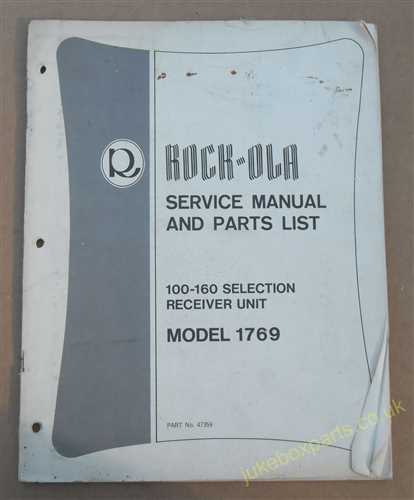 R
ROCK-OLA
SERVICE MANUAL
AND PARTS LIST
100-160 SELECTION
RECEIVER UNIT
MODEL 1769
PART No. 47359
jukeboxparts.co.uk